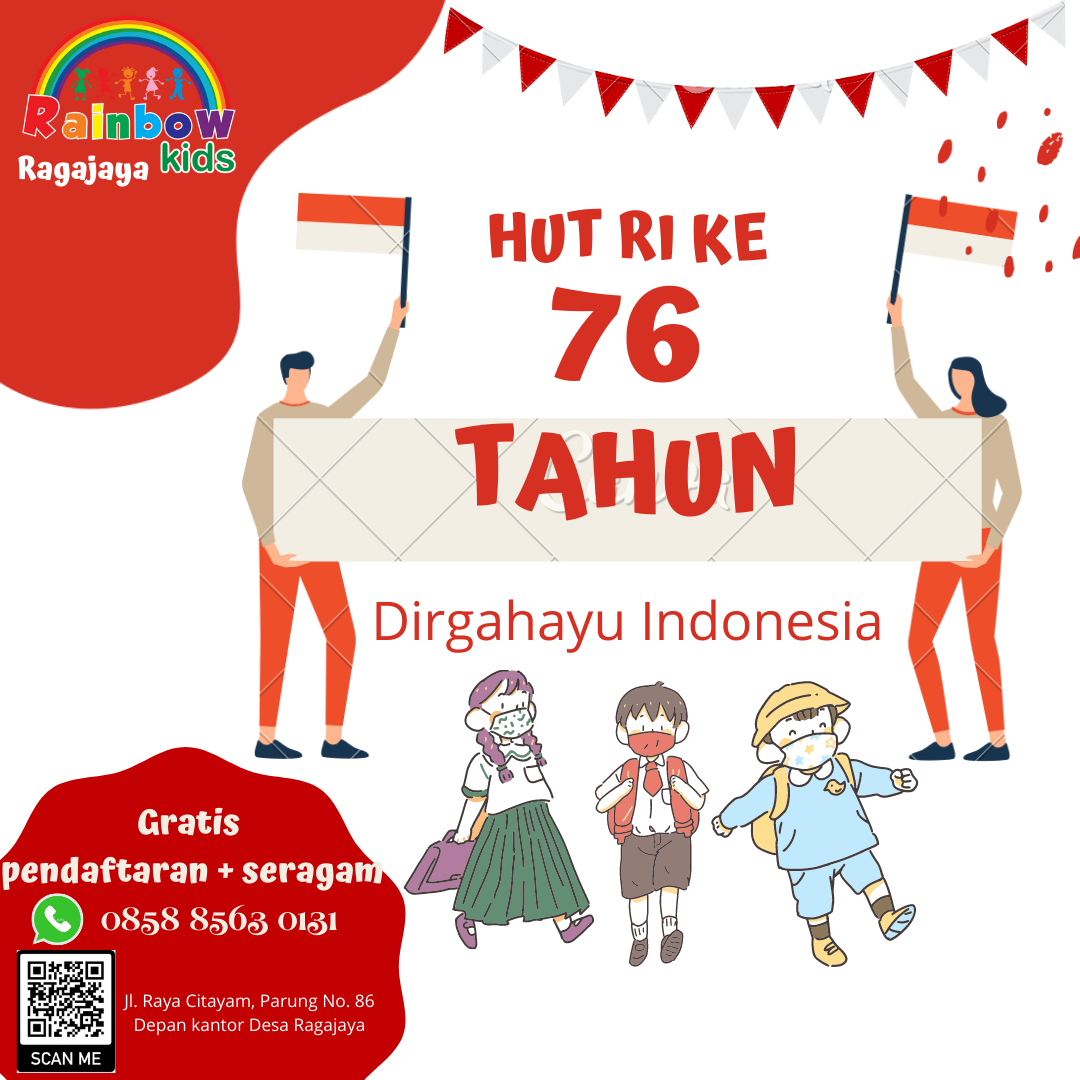 Rainbow
kids
Ragajaya
HUT RI KE
76
TAHUN
Dirgahayu Indonesia
Gratis
pendaftaran + seragam
0858 8563 0131
Jl. Raya Citayam, Parung No. 86
Depan kantor Desa Ragajaya
SCAN ME